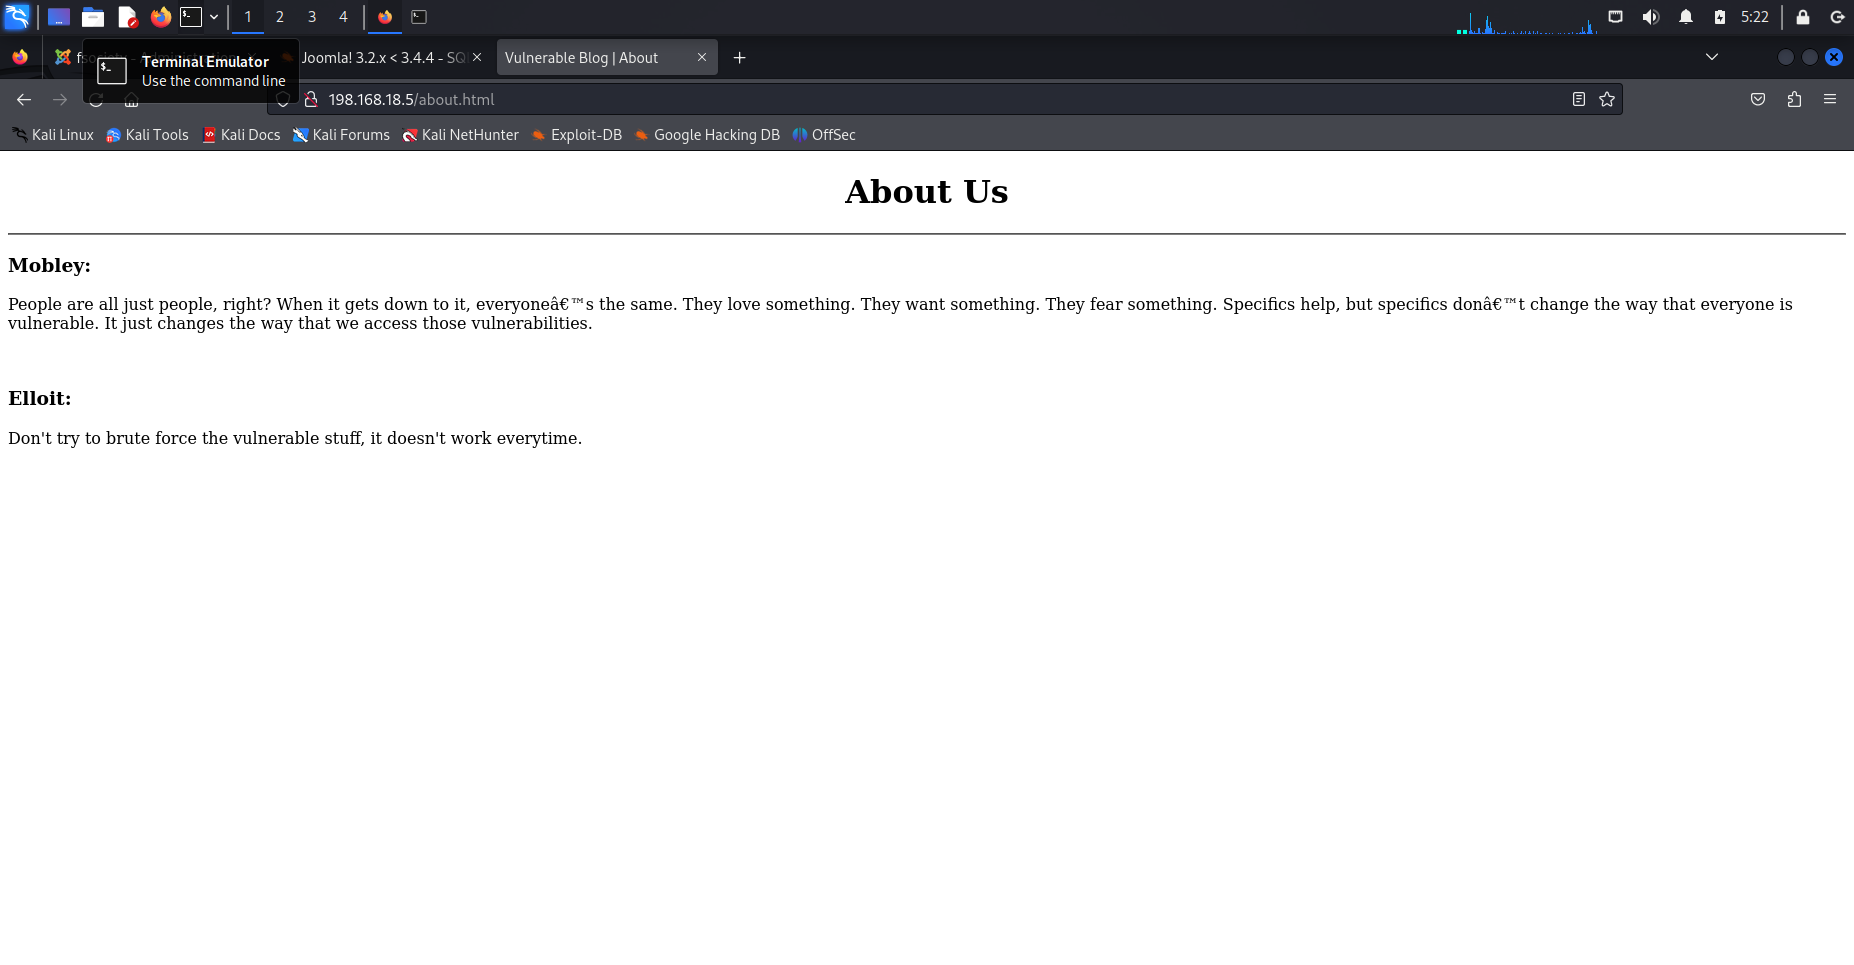 1 2 3 4 5:22
Terminal Emulator
Use the command line
Joomla! 3.2.x < 3.4.4 - SQ
Vulnerable Blog | About
198.168.18.5/about.html
Kali Linux Kali Tools Kali Docs Kali Forums Kali NetHunter Exploit-DB Google Hacking DB OffSec
About Us
Mobley:
People are all just people, right? When it gets down to it, everyoneâ€™s the same. They love something. They want something. They fear something. Specifics help, but specifics donâ€™t change the way that everyone is
vulnerable. It just changes the way that we access those vulnerabilities.
Elloit:
Don't try to brute force the vulnerable stuff, it doesn't work everytime.